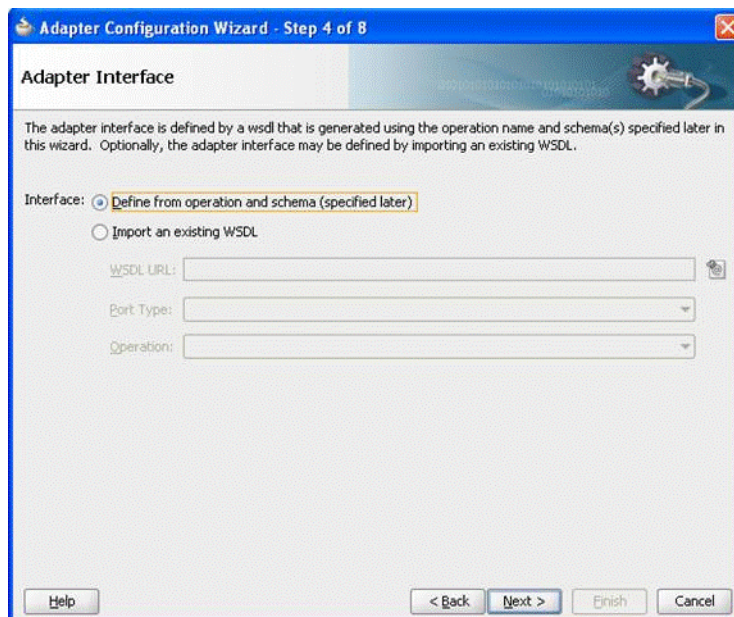 Adapter Configuration Wizard - Step 4 of 8
Adapter Interface
The adapter interface is defined by a wsdl that is generated using the operation name and schema(s) specified later in
this wizard. Optionally, the adapter interface may be defined by importing an existing WSDL.
Interface: Define from operation and schema (specified later)
Import an existing WSDL
WSDL URL:
Port Type:
Operation:
Help < Back Next > Finish Cancel